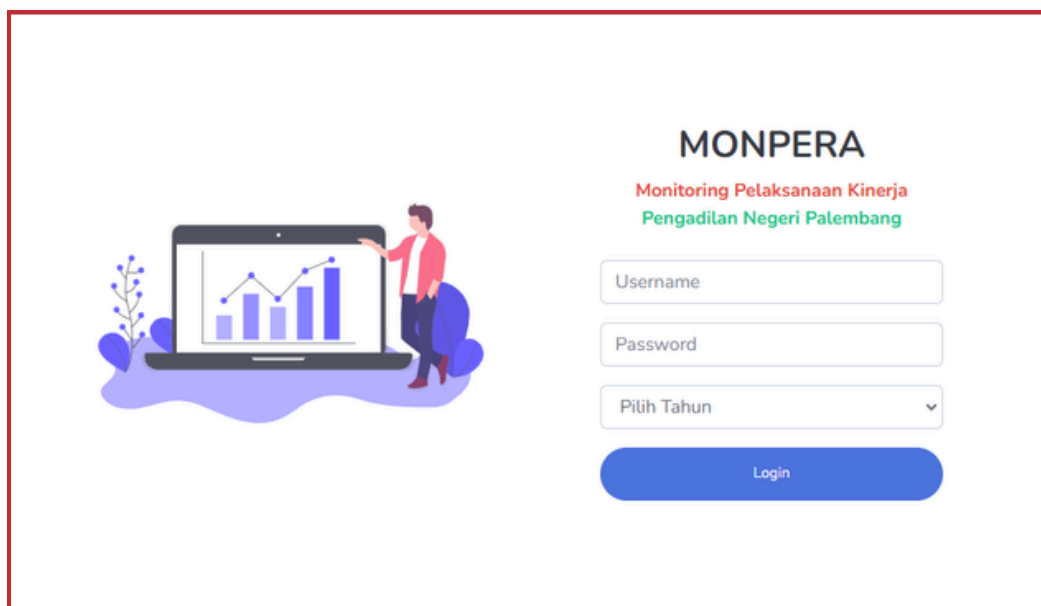 MONPERA
Monitoring Pelaksanaan Kinerja
Pengadilan Negeri Palembang
Username
Password
Pilih Tahun
Login